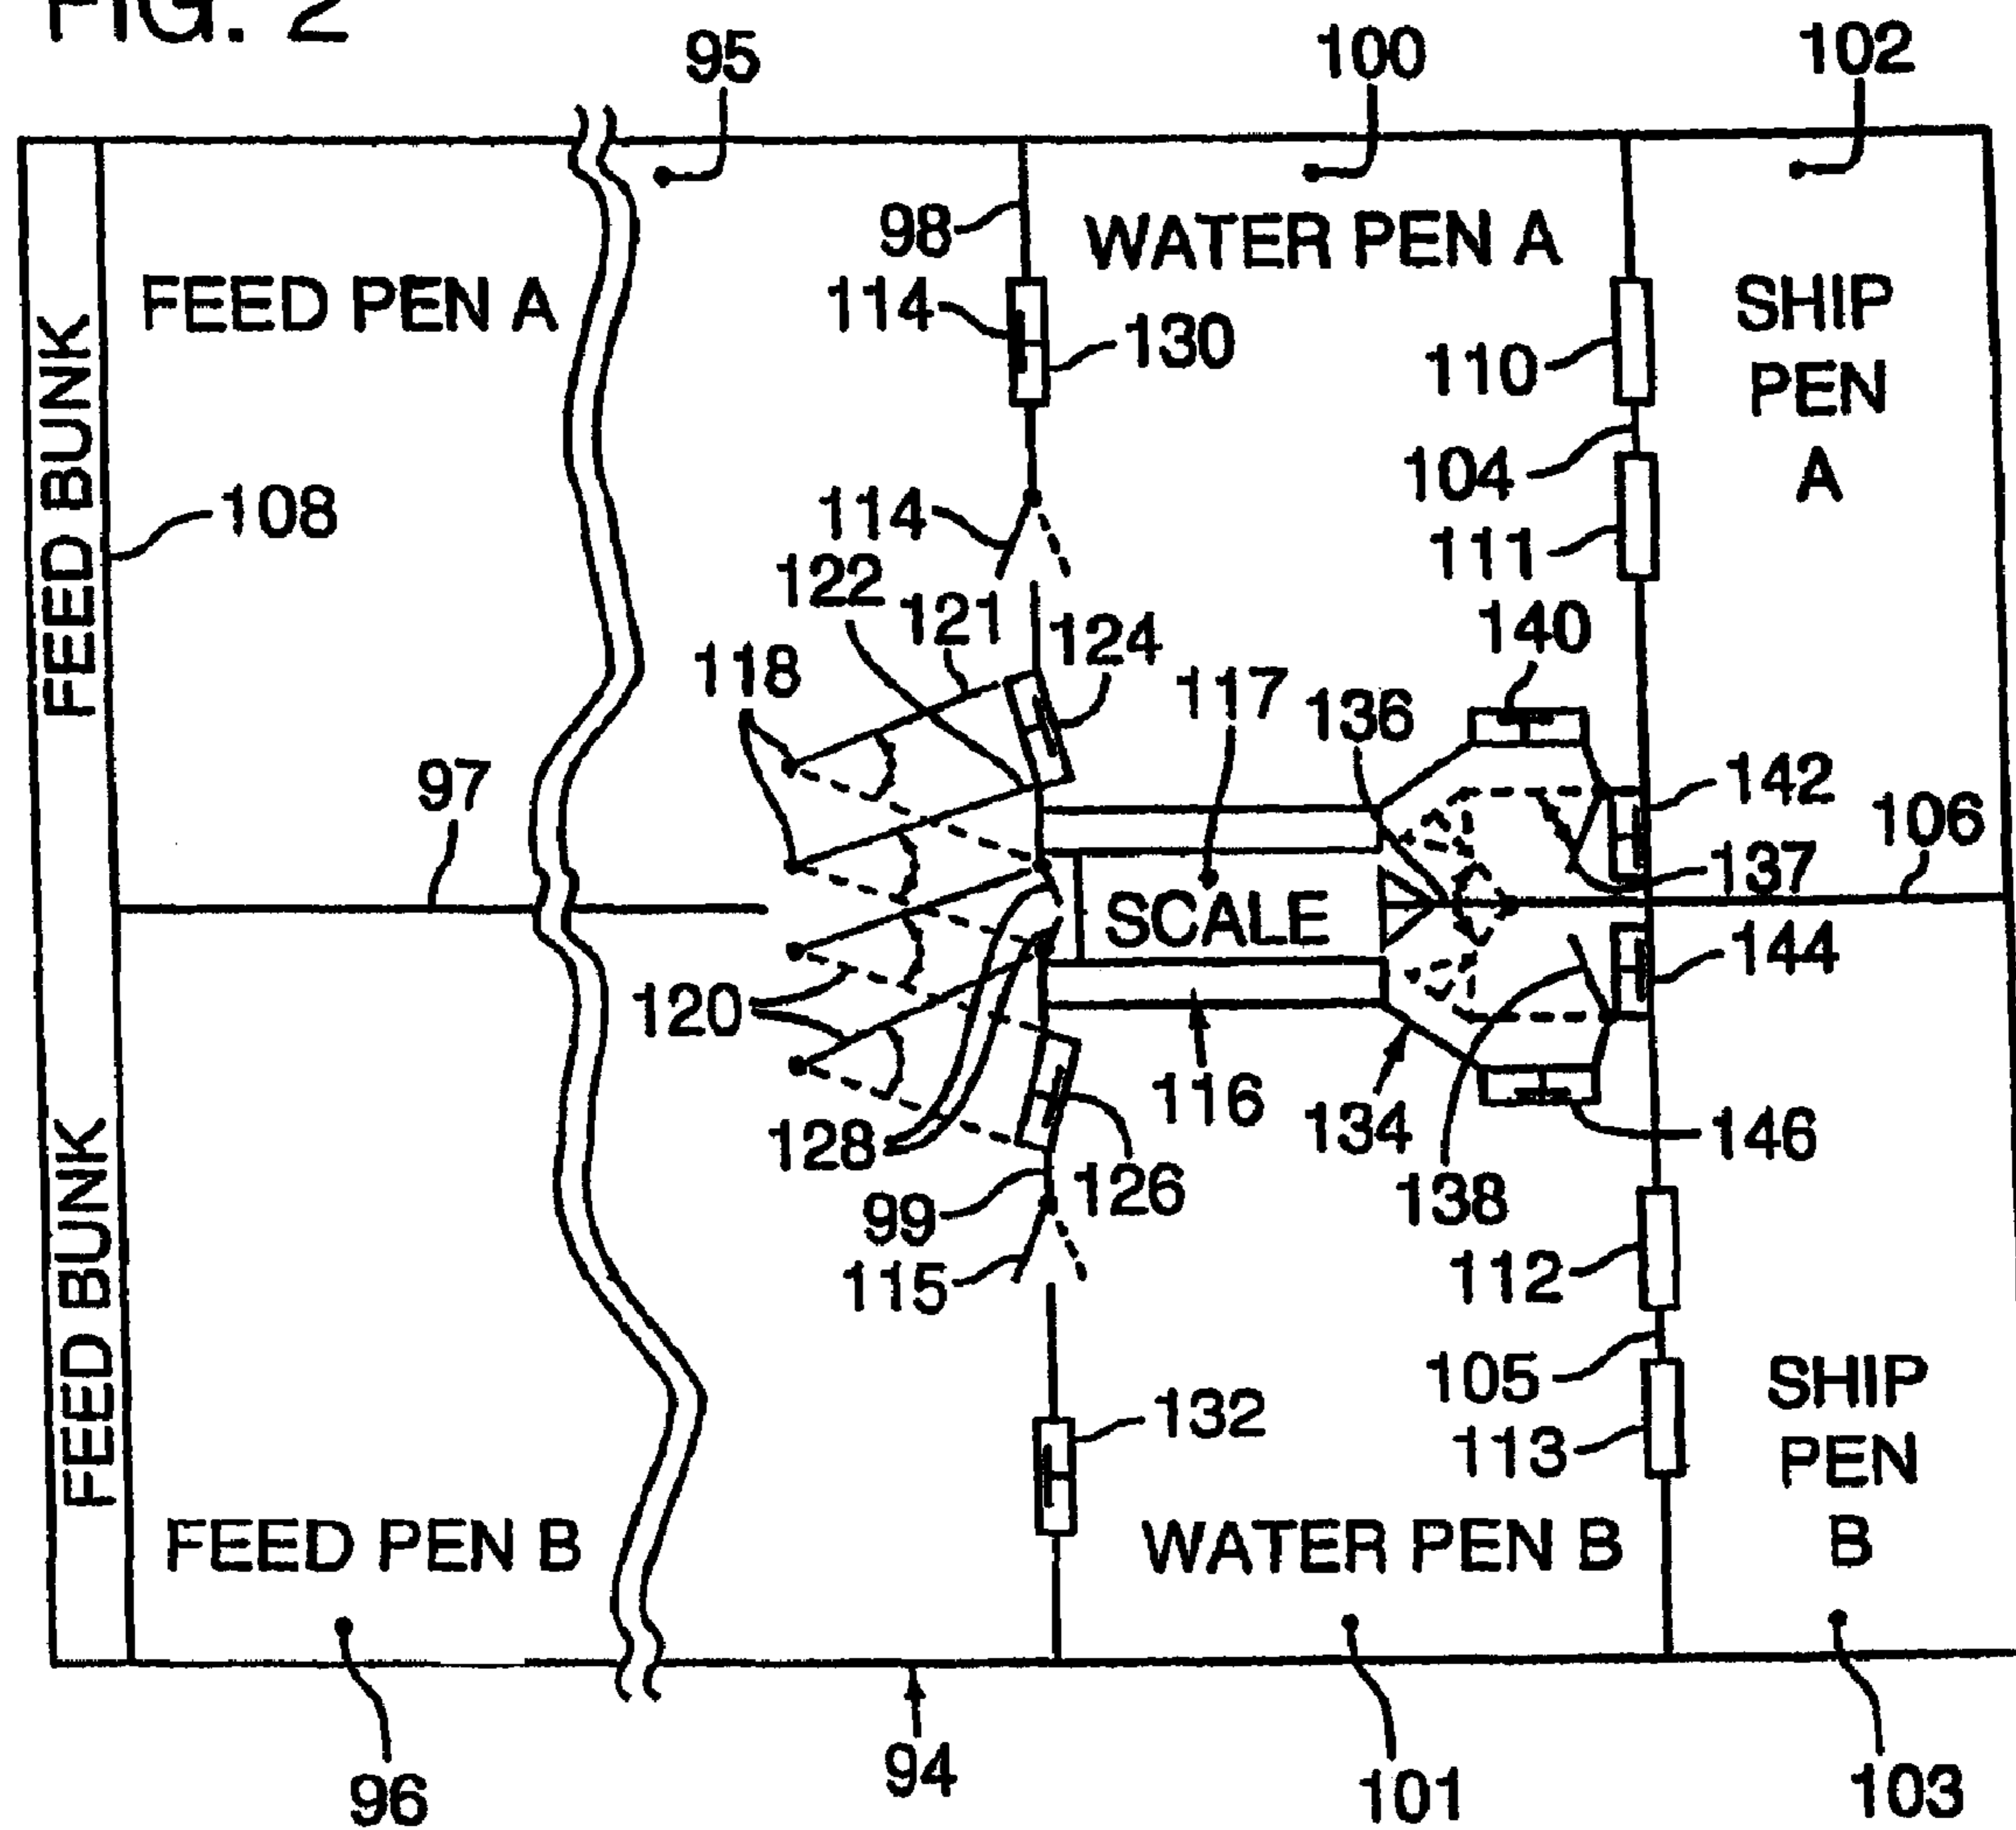 FIG. 2
95
100
102
98
WATER PEN A
FEED PEN A
114
130
SHIP
PEN
A
110
104
111
FEED BUNK
108
114
122
121
124
118
117
136
140
97
142
106
137
SCALE
144
120
128
116
134
146
138
126
99
115
112
105
113
132
FEED BUNK
SHIP
PEN
B
FEED PEN B
WATER PEN B
96
94
101
103